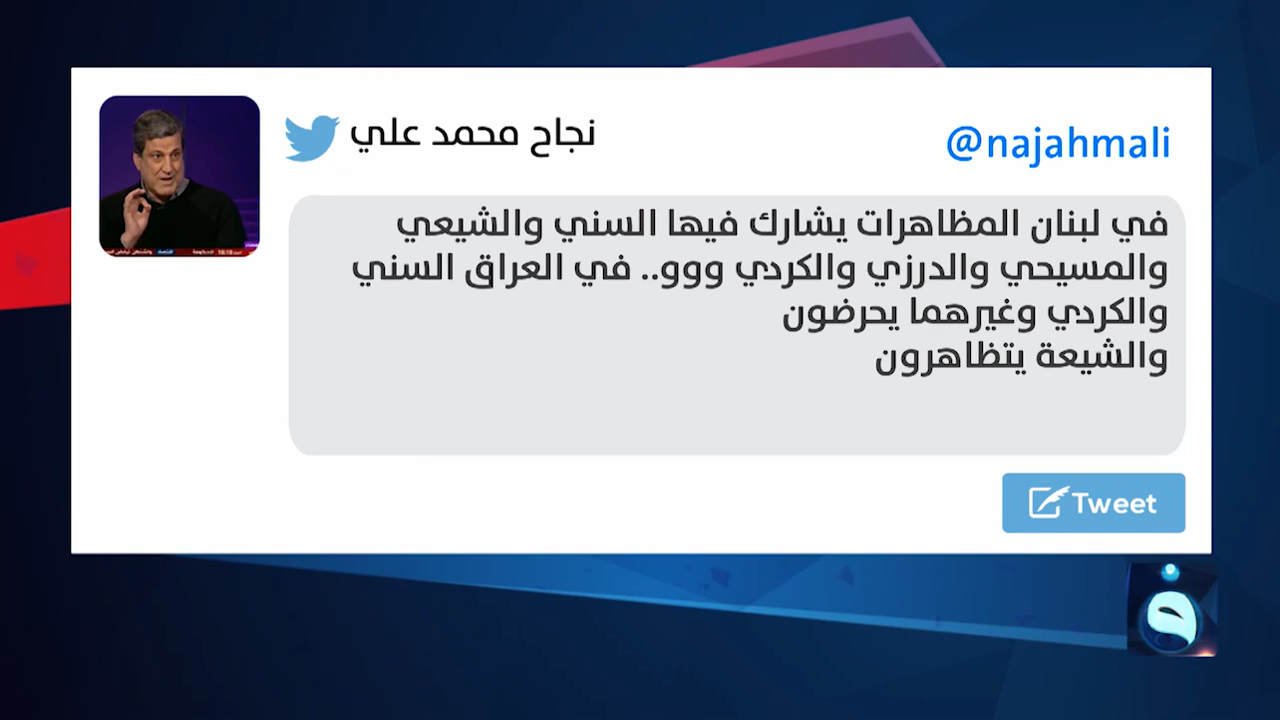 نجاح محمد علي
@najahmali
في لبنان المظاهرات يشارك فيها السني والشيعي
والمسيحي والدرزي والكردي ووو.. في العراق السني
والكردي وغيرهما يحرضون
والشيعة يتظاهرون
Tweet